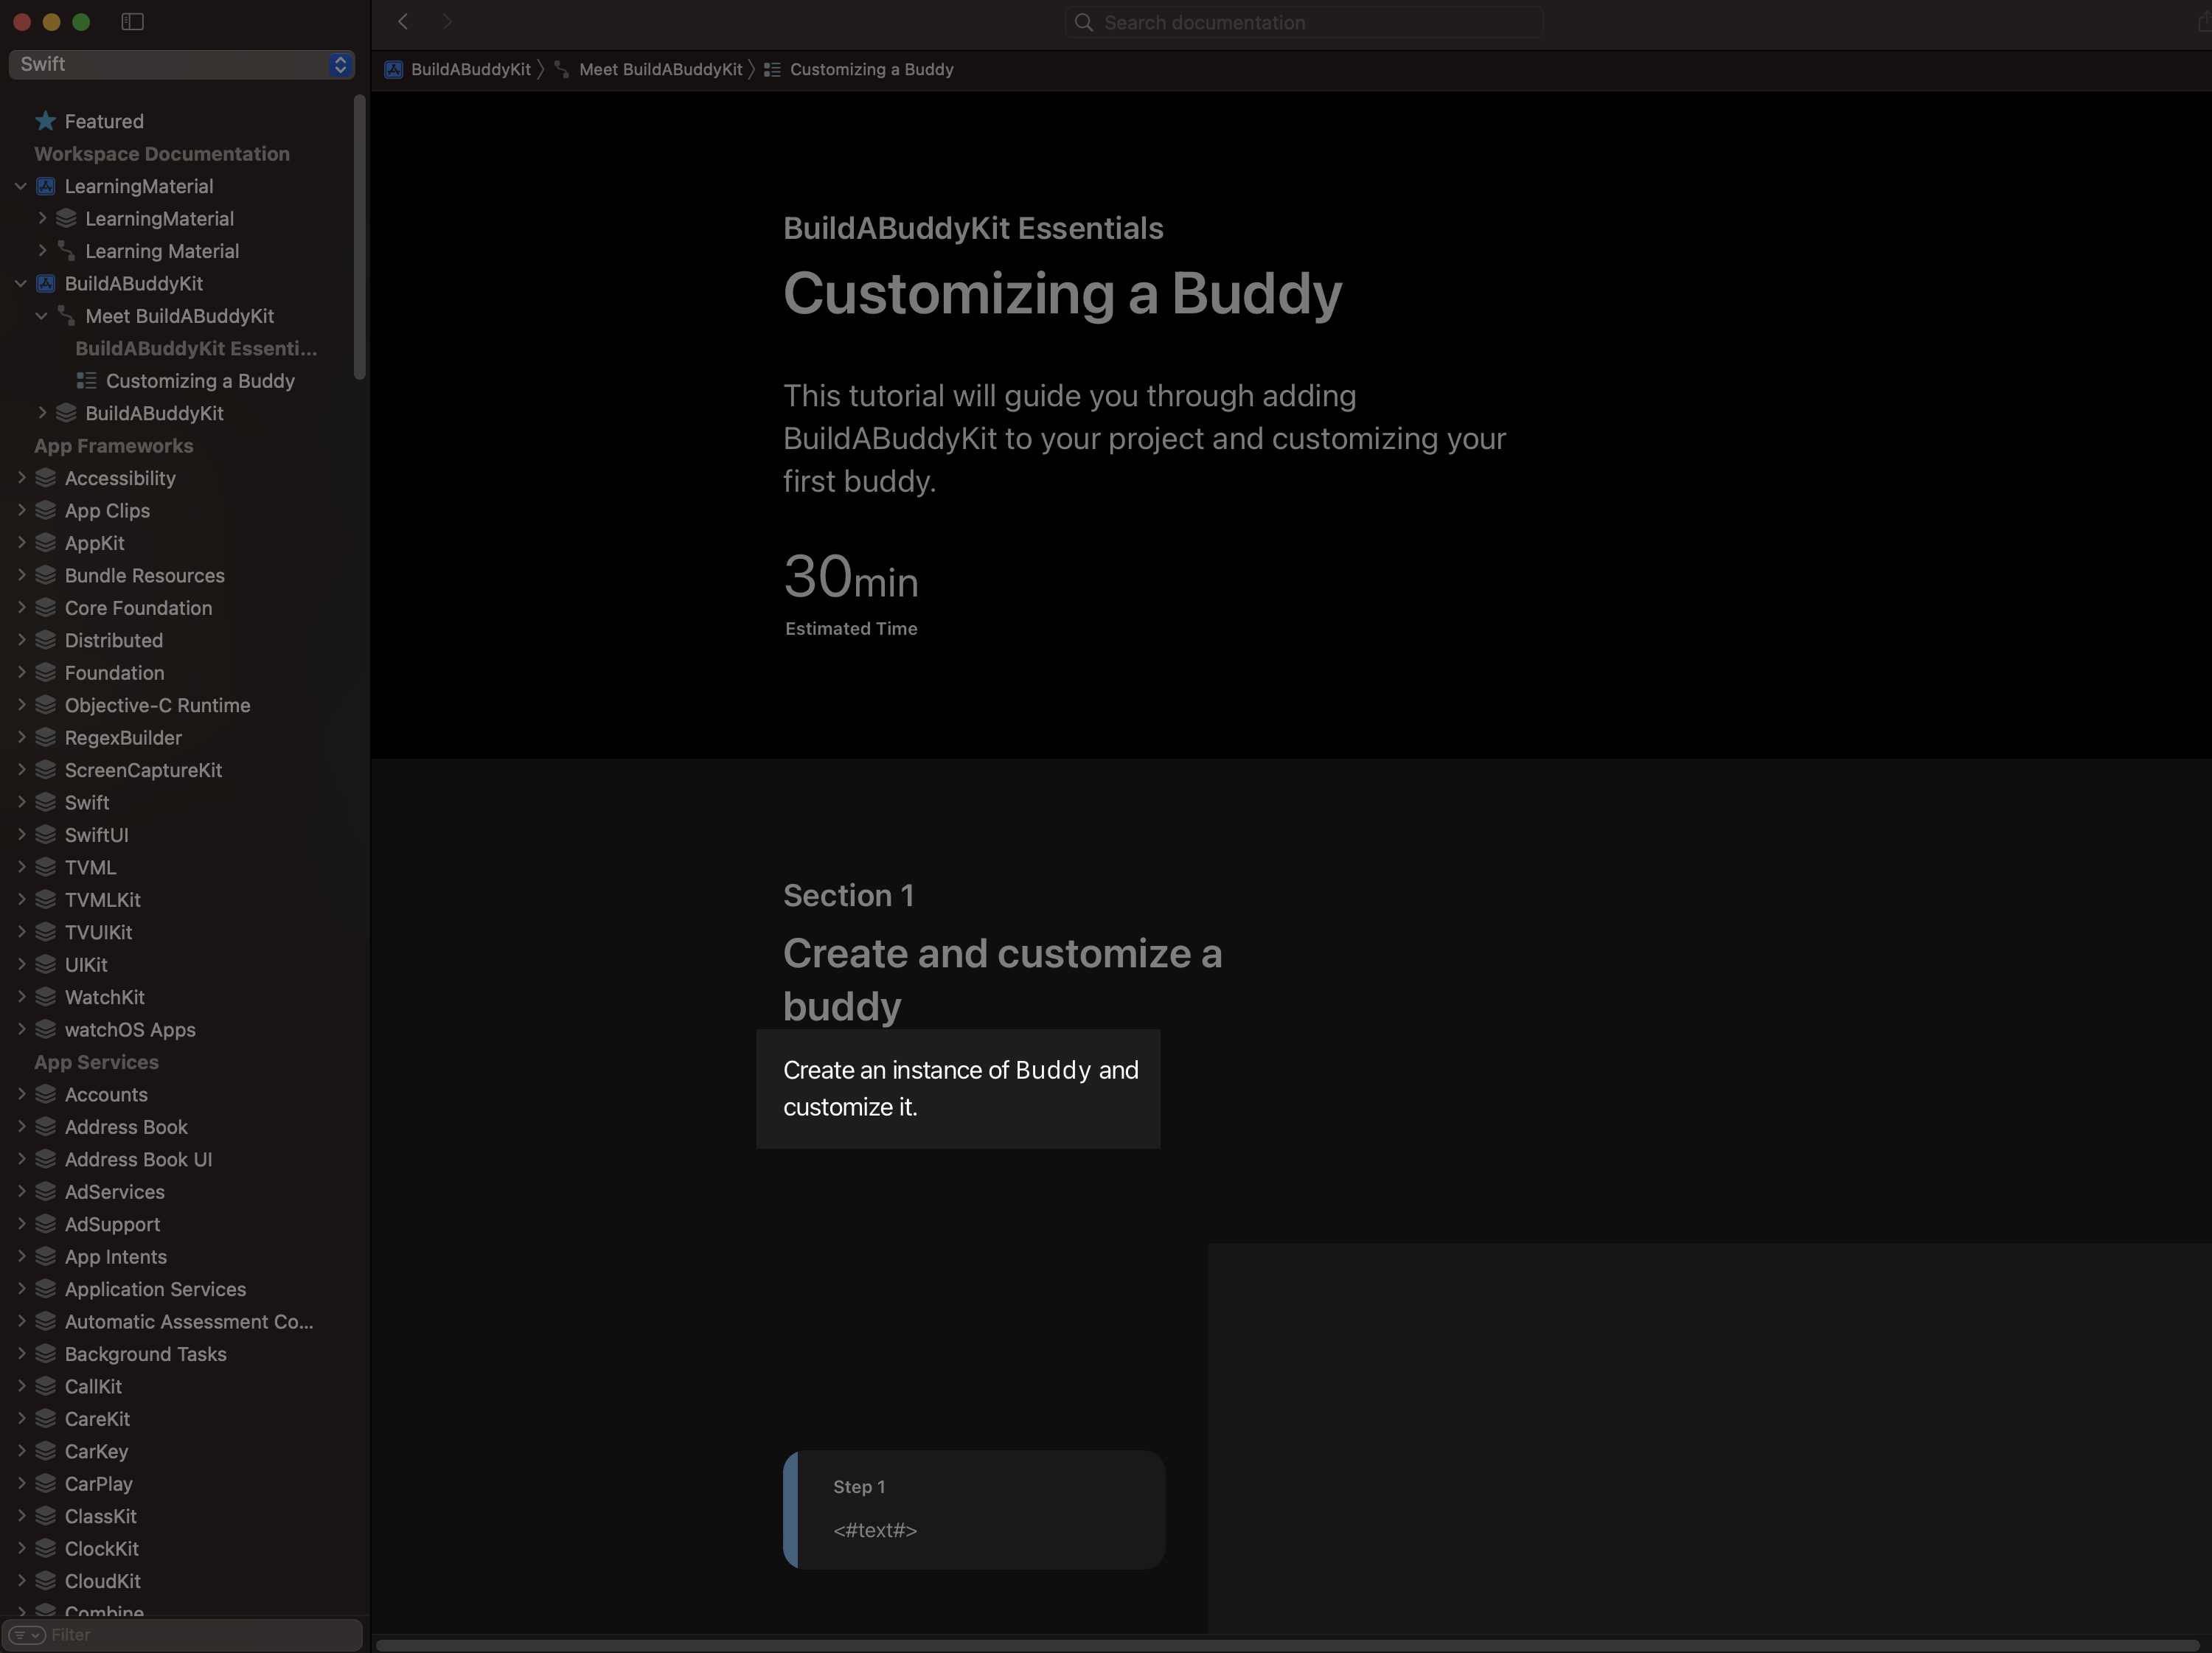 Search documentation
Swift
BuildABuddyKit
Meet BuildABuddyKit
Customizing a Buddy
Featured
Workspace Documentation
LearningMaterial
LearningMaterial
Learning Material
BuildABuddyKit
Meet BuildABuddyKit
BuildABuddyKit Essenti...
Customizing a Buddy
BuildABuddyKit
App Frameworks
Accessibility
App Clips
AppKit
Bundle Resources
Core Foundation
Distributed
Foundation
Objective-C Runtime
RegexBuilder
ScreenCaptureKit
Swift
SwiftUI
TVML
TVMLKit
TVUIKit
UIKit
WatchKit
watchOS Apps
App Services
Accounts
Address Book
Address Book UI
AdServices
AdSupport
App Intents
Application Services
Automatic Assessment Co...
Background Tasks
CallKit
CareKit
CarKey
CarPlay
ClassKit
ClockKit
CloudKit
Combine
Filter
BuildABuddyKit Essentials
Customizing a Buddy
This tutorial will guide you through adding
BuildABuddyKit to your project and customizing your
first buddy.
30min
Estimated Time
Section 1
Create and customize a
buddy
Create an instance of Buddy and
customize it.
Step 1
<#text#>